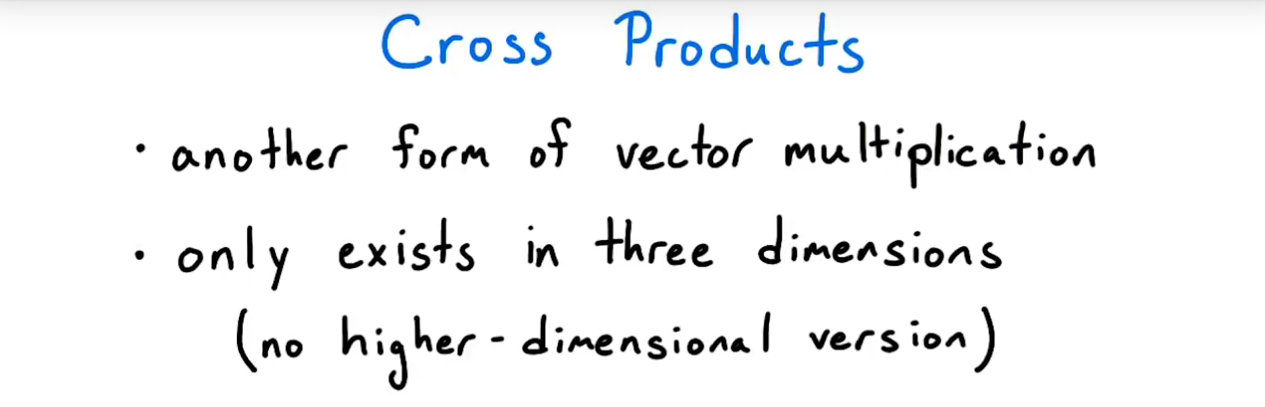 Cross Products
· another form of vector multiplication
· only exists in three dimensions
(no higher-dimensional version)